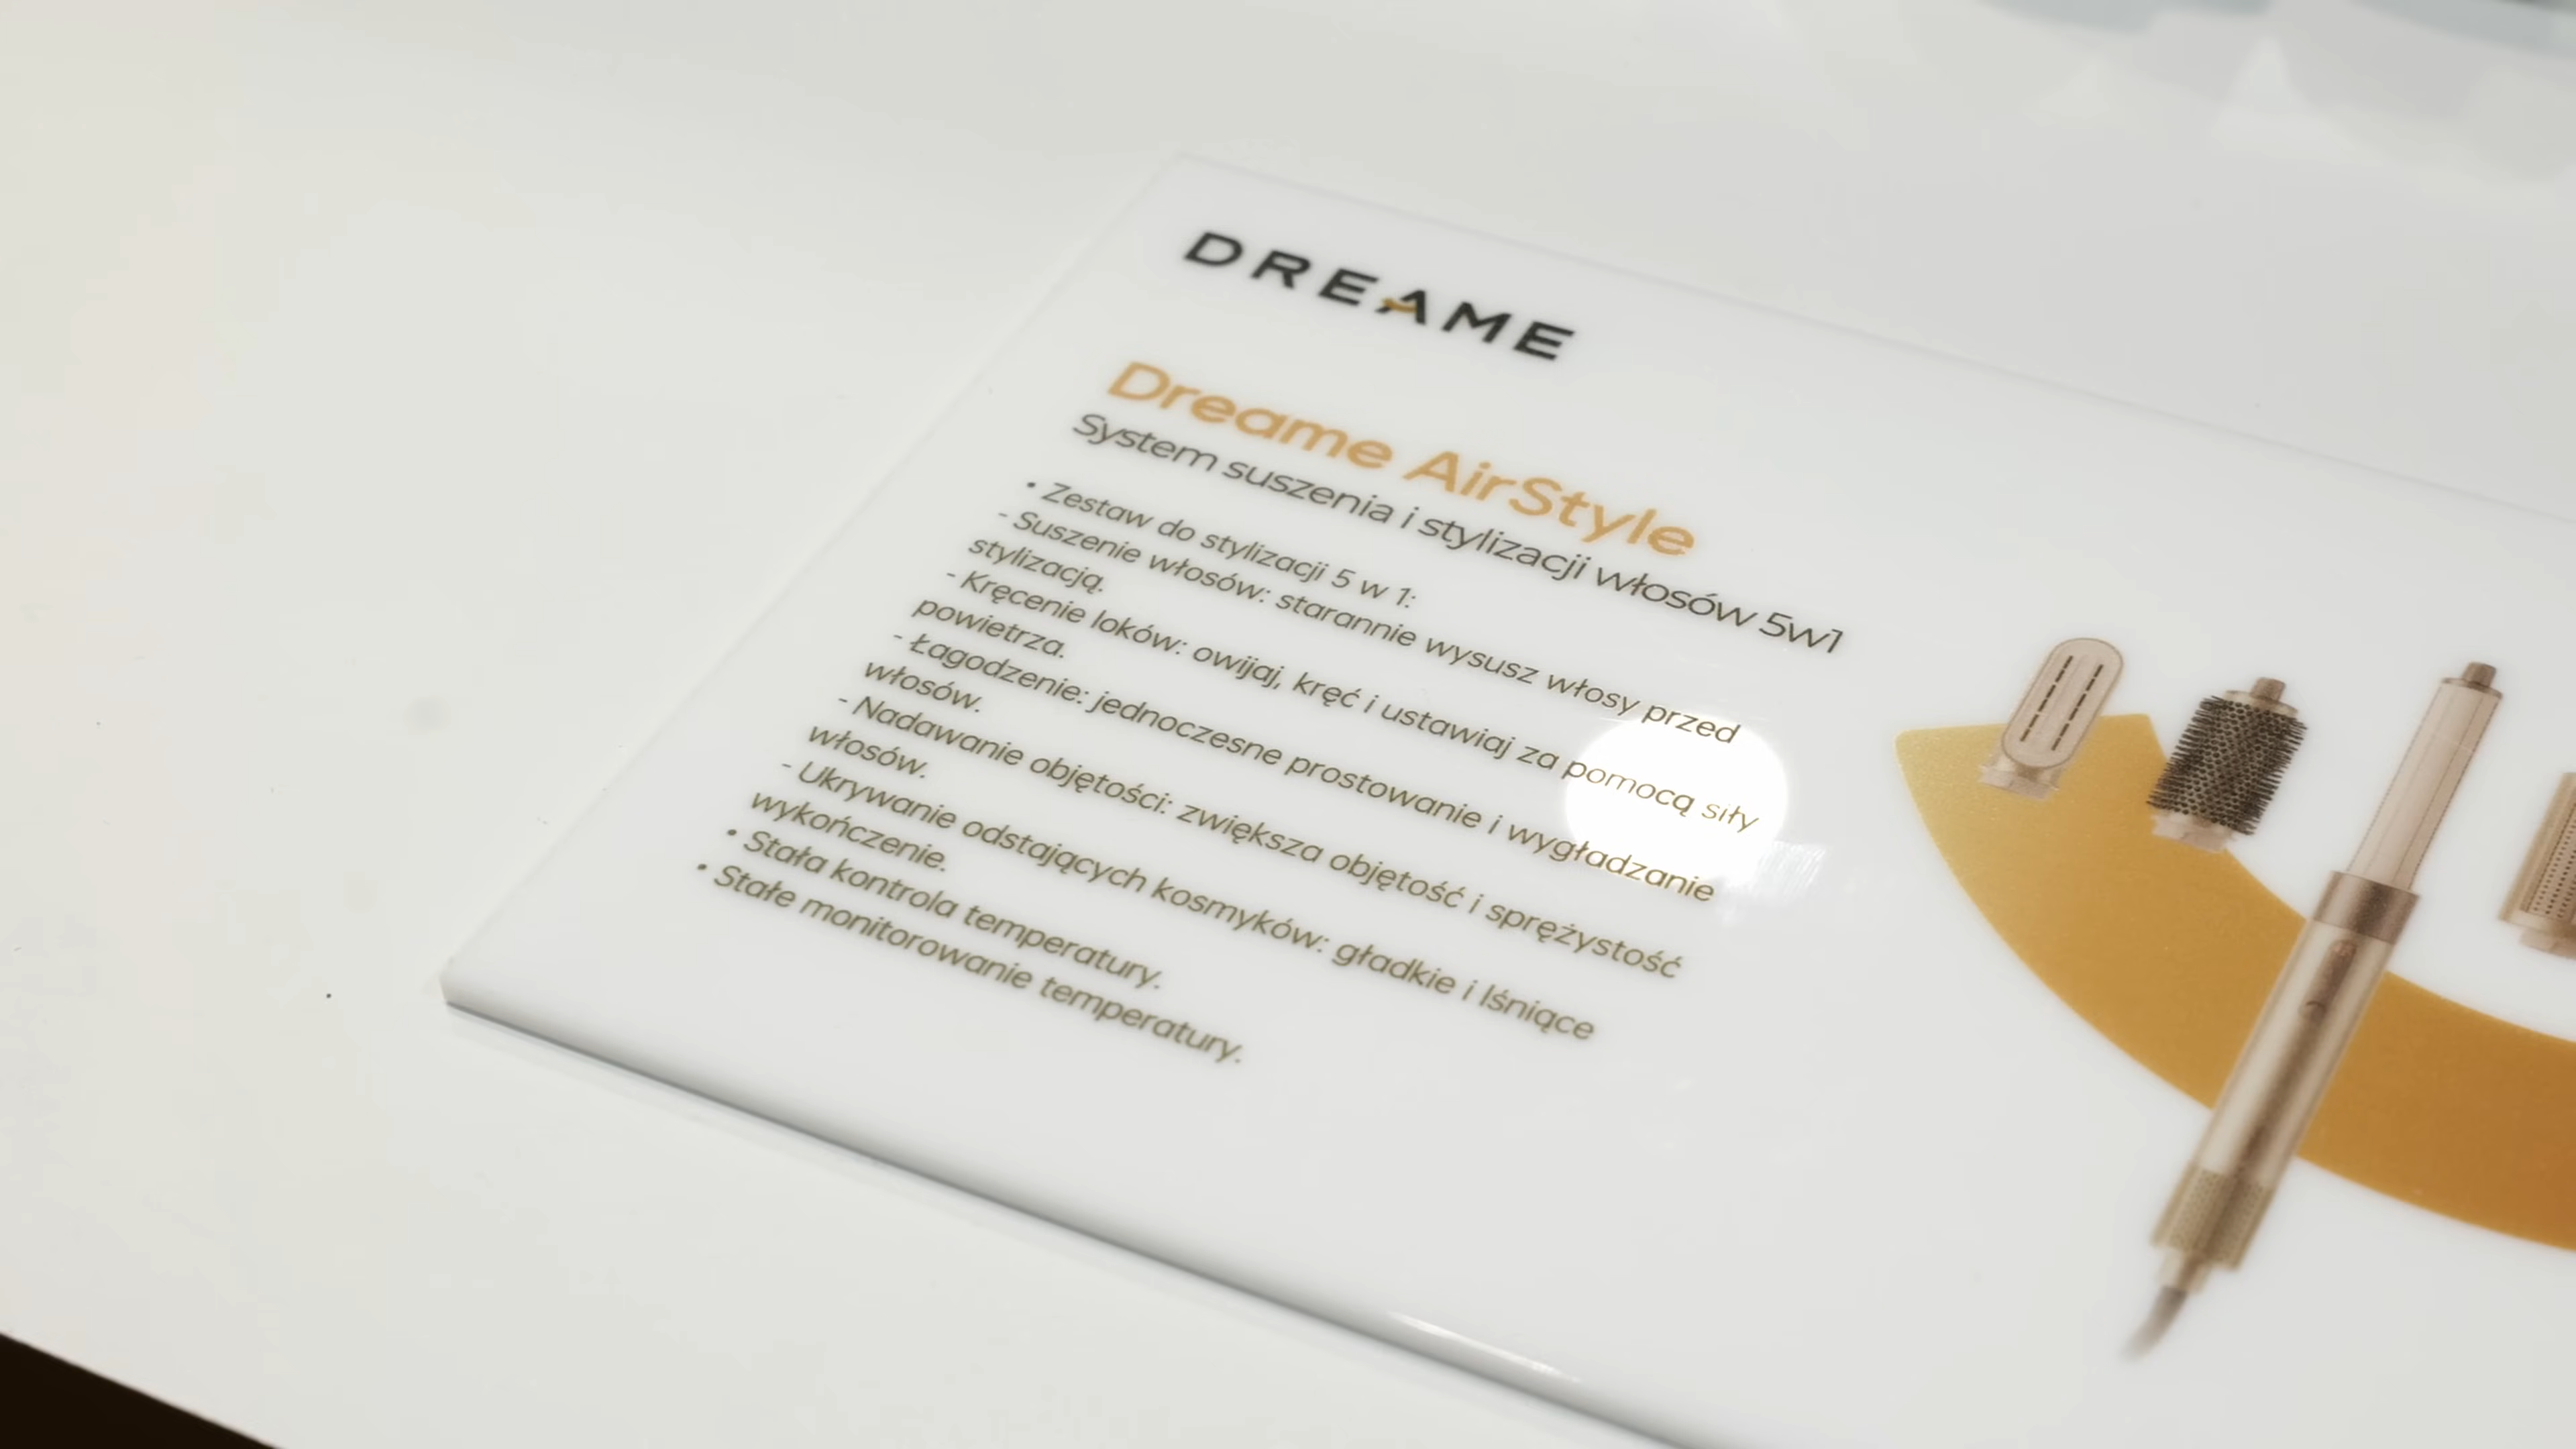 DREAME
Dreame AirStyle
System suszenia i stylizacji włosów 5w1
• Zestaw do stylizacji 5 w 1:
- Suszenie włosów: starannie wysusz włosy przed
stylizacją.
- Kręcenie loków: owijaj, kręć i ustawiaj za pomocą siły
powietrza.
- Łagodzenie: jednoczesne prostowanie i wygładzanie
włosów.
- Nadawanie objętości: zwiększa objętość i sprężystość
włosów.
- Ukrywanie odstających kosmyków: gładkie i lśniące
wykończenie.
• Stała kontrola temperatury.
• Stałe monitorowanie temperatury.